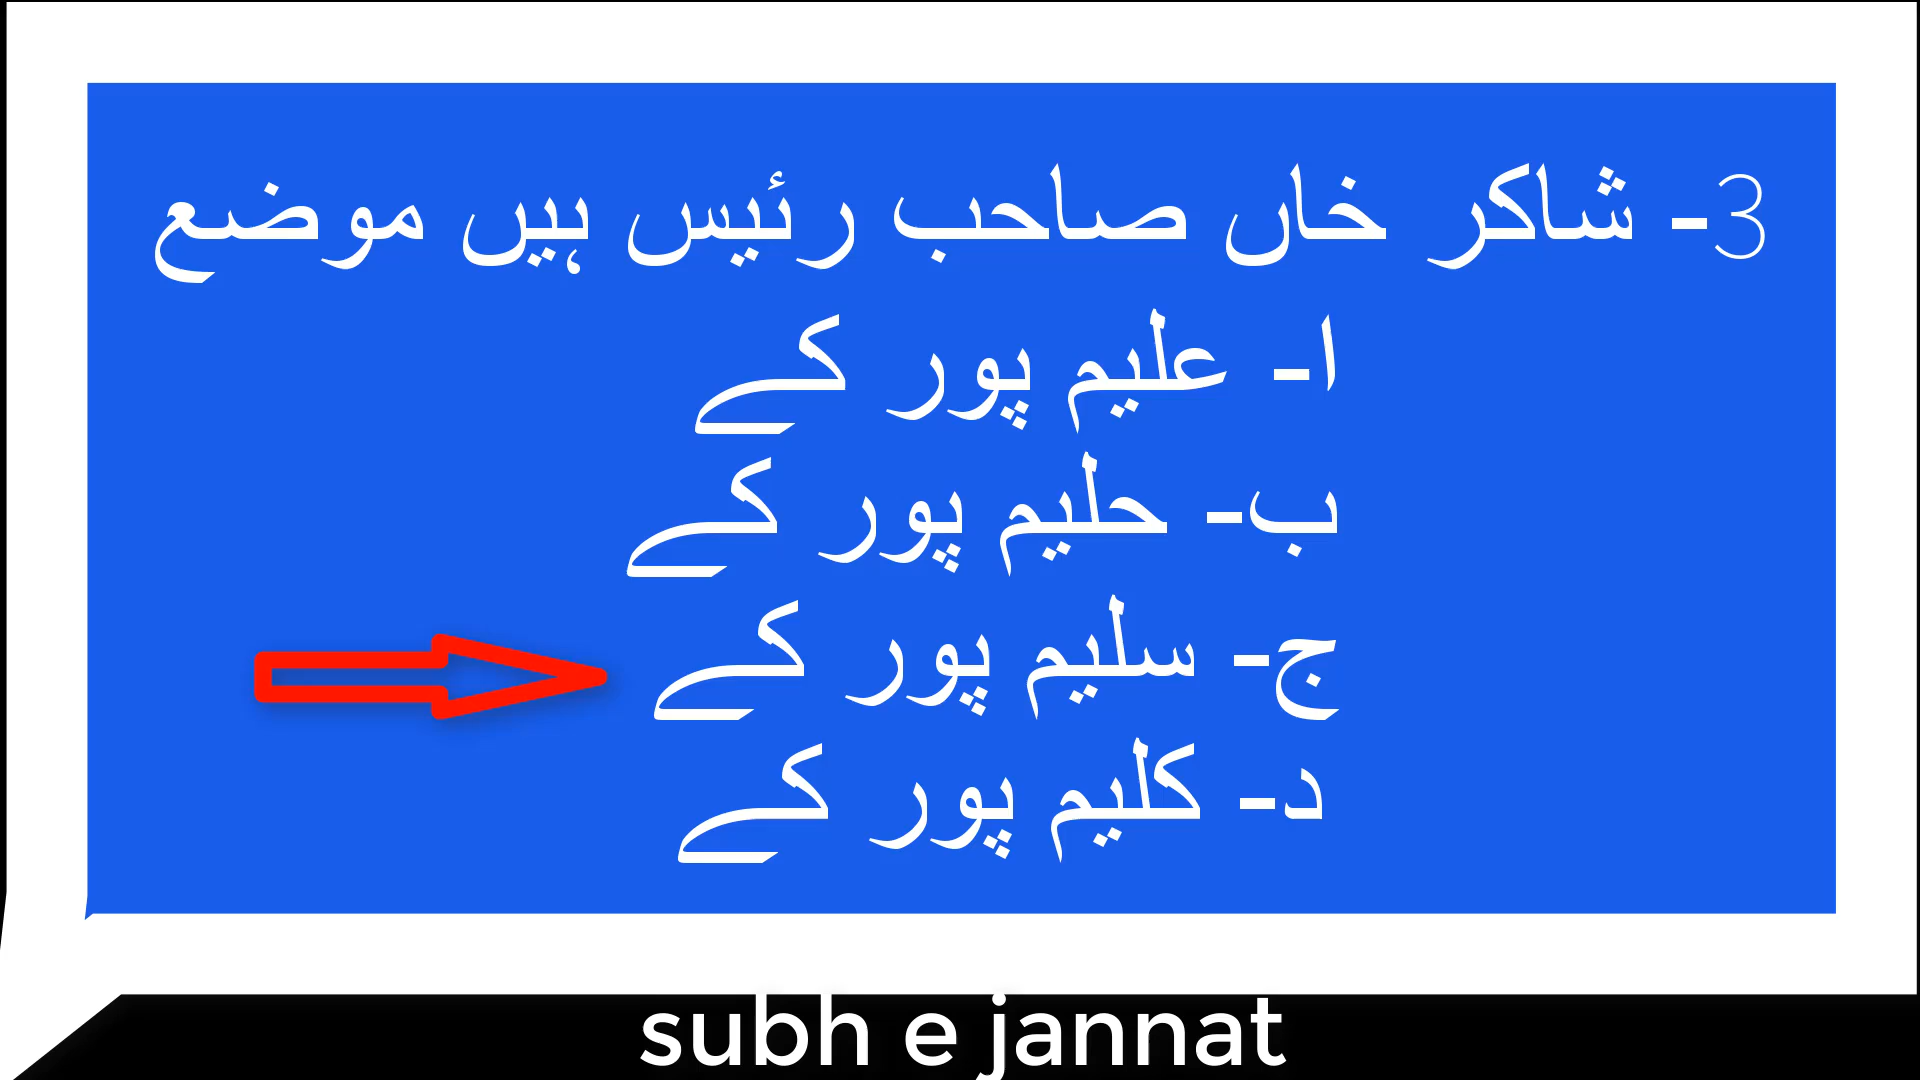 3- شاکر خاں صاحب رئیس ہیں موضع
ا- علیم پور کے
ب- حلیم پور کے
ج- سلیم پور کے
د- کلیم پور کے
subh e jannat